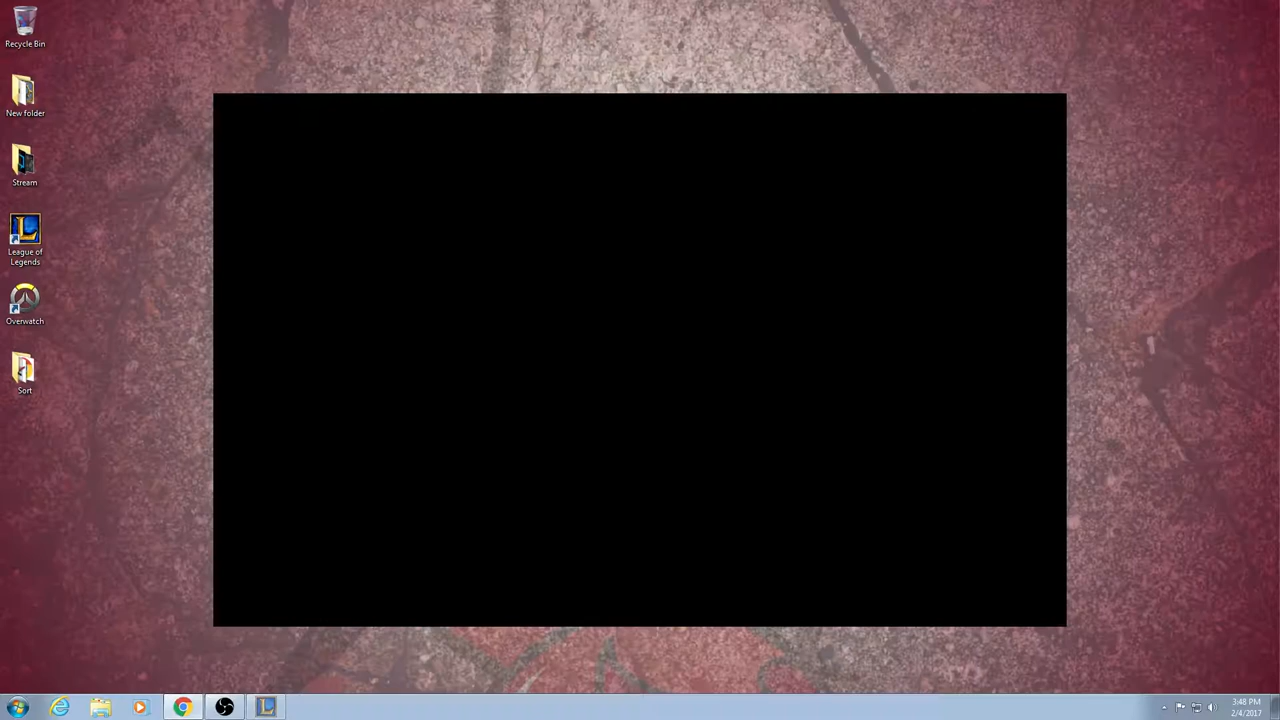 Recycle Bin
New folder
Stream
League of
Legends
Overwatch
Sort
3:48 PM
2/4/2017